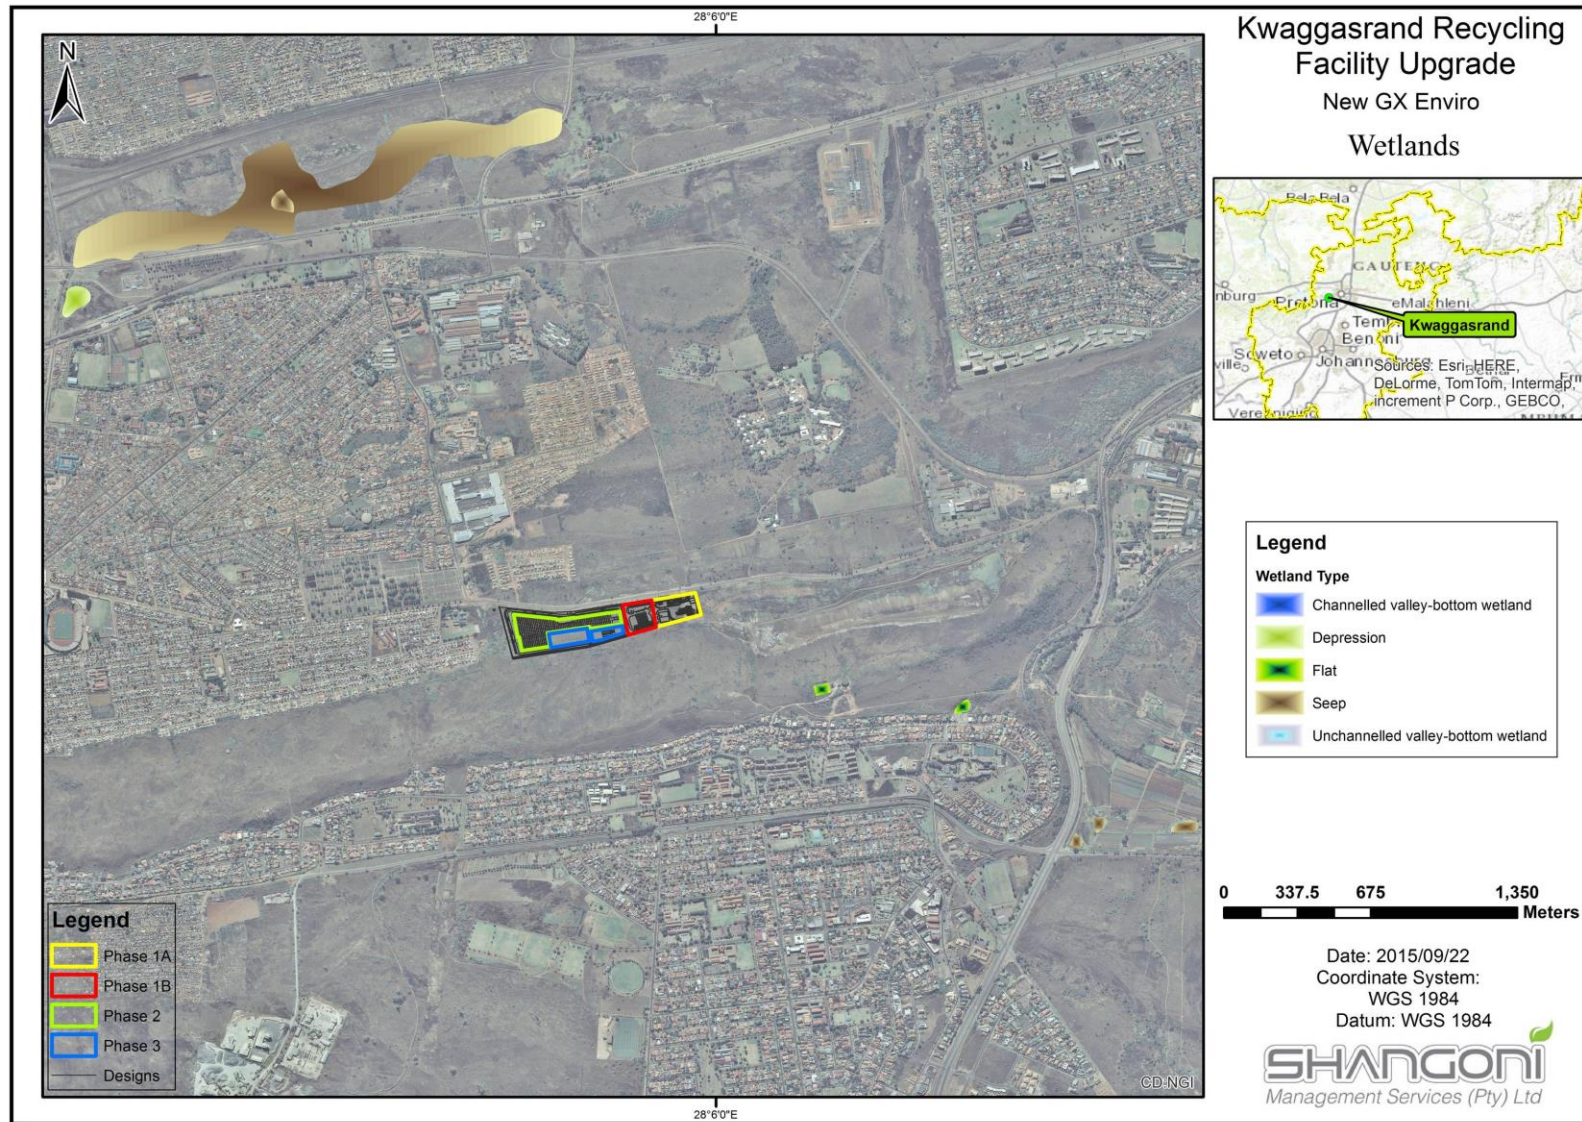 28°6'0"E
N
Kwaggasrand Recycling
Facility Upgrade
New GX Enviro
Wetlands
Bela Bela
GAUTENG
nburg
Pretoria
eMalahleni
Kwaggasrand
Benoni
Soweto
Johannesburg
ville
Sources: Esri, HERE,
DeLorme, TomTom, Intermap,
increment P Corp., GEBCO,
Vereeniging
Legend
Wetland Type
Channelled valley-bottom wetland
Depression
Flat
Seep
Unchannelled valley-bottom wetland
0 337.5 675 1,350
Meters
Date: 2015/09/22
Coordinate System:
WGS 1984
Datum: WGS 1984
SHANGONI
Management Services (Pty) Ltd
Legend
Phase 1A
Phase 1B
Phase 2
Phase 3
Designs
CD:NGI
28°6'0"E